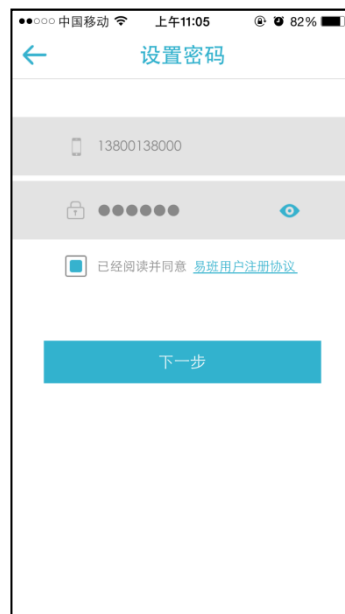 中国移动 上午11:05 82%
设置密码
13800138000
●●●●●●
已经阅读并同意 易班用户注册协议
下一步